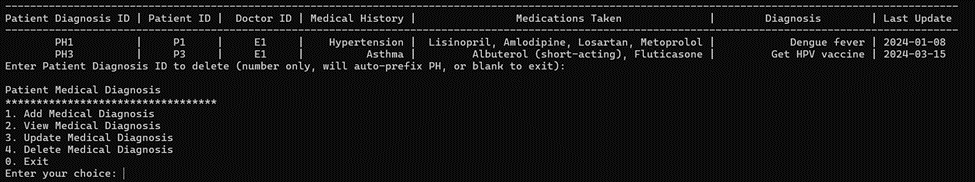 Patient Diagnosis ID | Patient ID | Doctor ID | Medical History | Medications Taken | Diagnosis | Last Update
PH1 | P1 | E1 | Hypertension | Lisinopril, Amlodipine, Losartan, Metoprolol | Dengue fever | 2024-01-08
PH3 | P3 | E1 | Asthma | Albuterol (short-acting), Fluticasone | Get HPV vaccine | 2024-03-15
Enter Patient Diagnosis ID to delete (number only, will auto-prefix PH, or blank to exit):
Patient Medical Diagnosis
**********************************
1. Add Medical Diagnosis
2. View Medical Diagnosis
3. Update Medical Diagnosis
4. Delete Medical Diagnosis
0. Exit
Enter your choice: